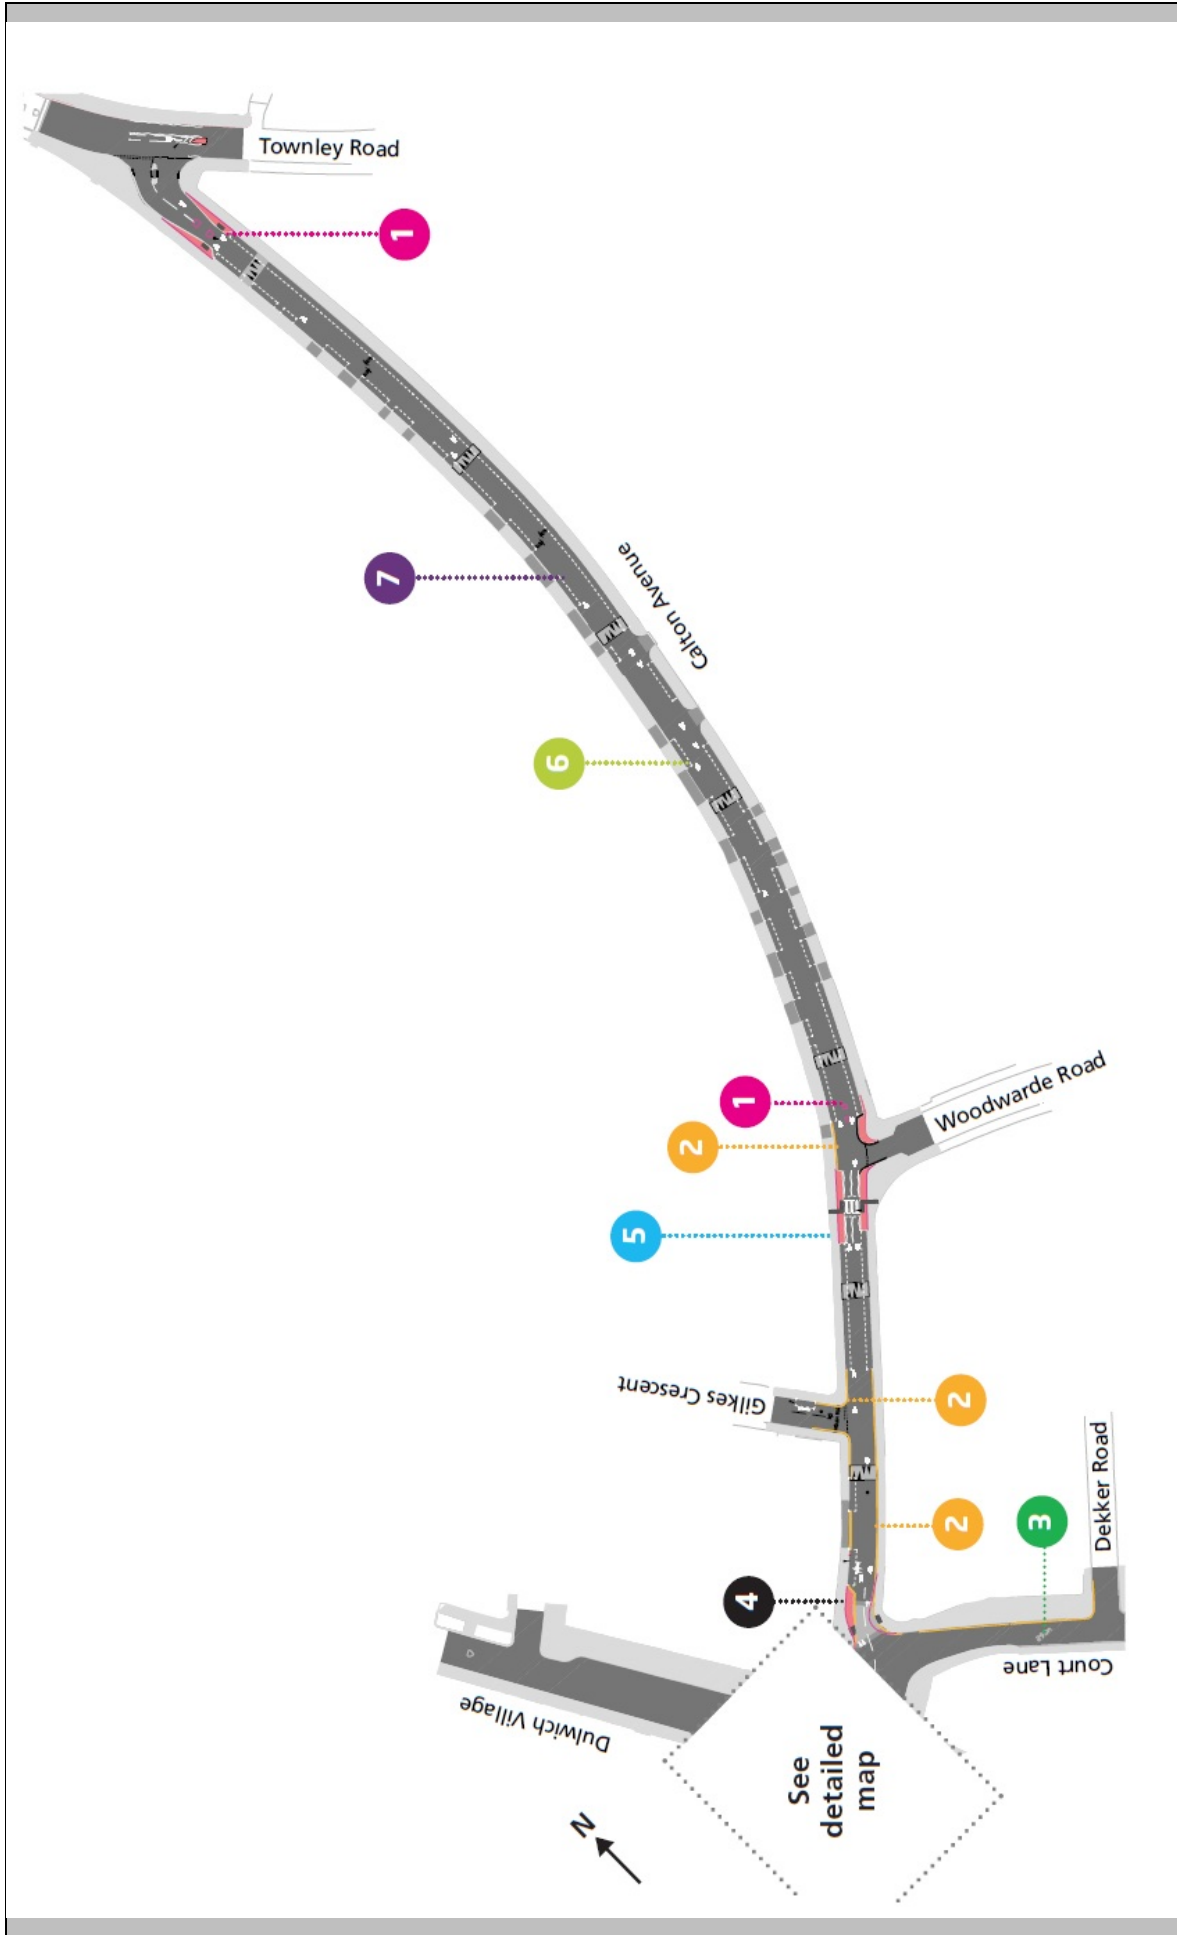 Townley Road
1
7
Calton Avenue
6
Woodwarde Road
1
2
5
Gilkes Crescent
2
Dekker Road
2
3
4
Court Lane
Dulwich Village
See
detailed
map
N